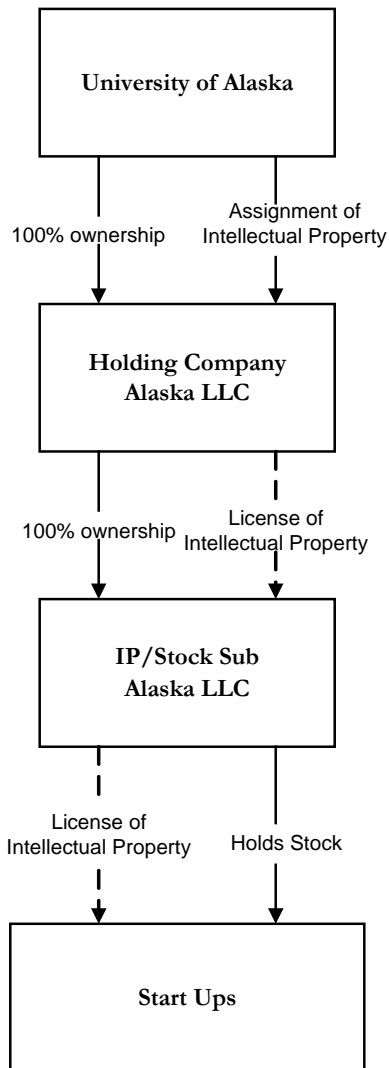 University of Alaska
100% ownership
Assignment of
Intellectual Property
Holding Company
Alaska LLC
100% ownership
License of
Intellectual Property
IP/Stock Sub
Alaska LLC
License of
Intellectual Property
Holds Stock
Start Ups